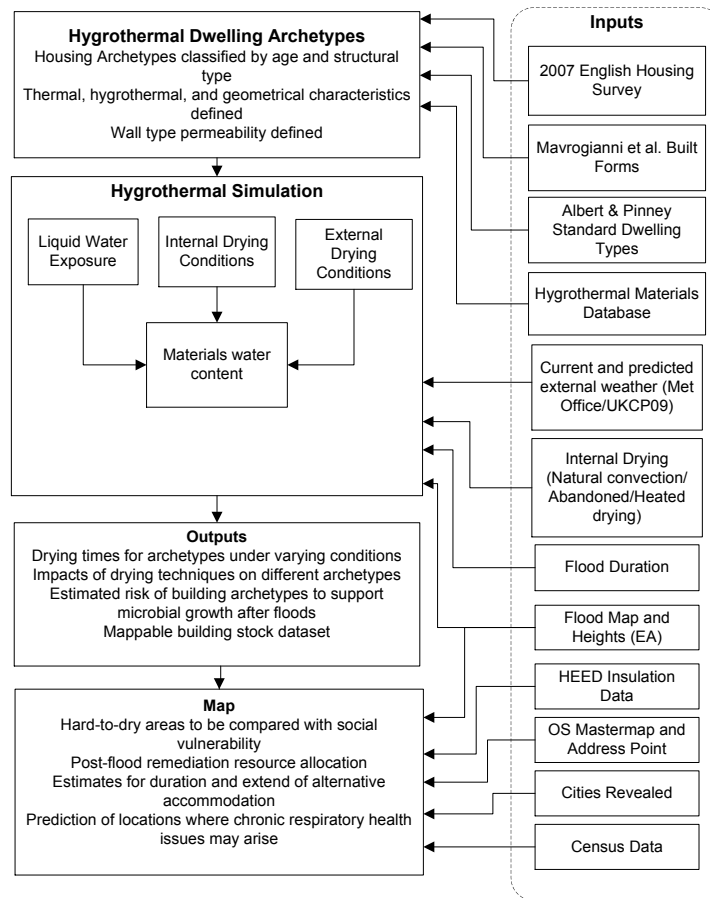 Hygrothermal Dwelling Archetypes
Housing Archetypes classified by age and structural
type
Thermal, hygrothermal, and geometrical characteristics
defined
Wall type permeability defined
Hygrothermal Simulation
Liquid Water
Exposure
Internal Drying
Conditions
External
Drying
Conditions
Materials water
content
Outputs
Drying times for archetypes under varying conditions
Impacts of drying techniques on different archetypes
Estimated risk of building archetypes to support
microbial growth after floods
Mappable building stock dataset
Map
Hard-to-dry areas to be compared with social
vulnerability
Post-flood remediation resource allocation
Estimates for duration and extend of alternative
accommodation
Prediction of locations where chronic respiratory health
issues may arise
Inputs
2007 English Housing
Survey
Mavrogianni et al. Built
Forms
Albert & Pinney
Standard Dwelling
Types
Hygrothermal Materials
Database
Current and predicted
external weather (Met
Office/UKCP09)
Internal Drying
(Natural convection/
Abandoned/Heated
drying)
Flood Duration
Flood Map and
Heights (EA)
HEED Insulation
Data
OS Mastermap and
Address Point
Cities Revealed
Census Data